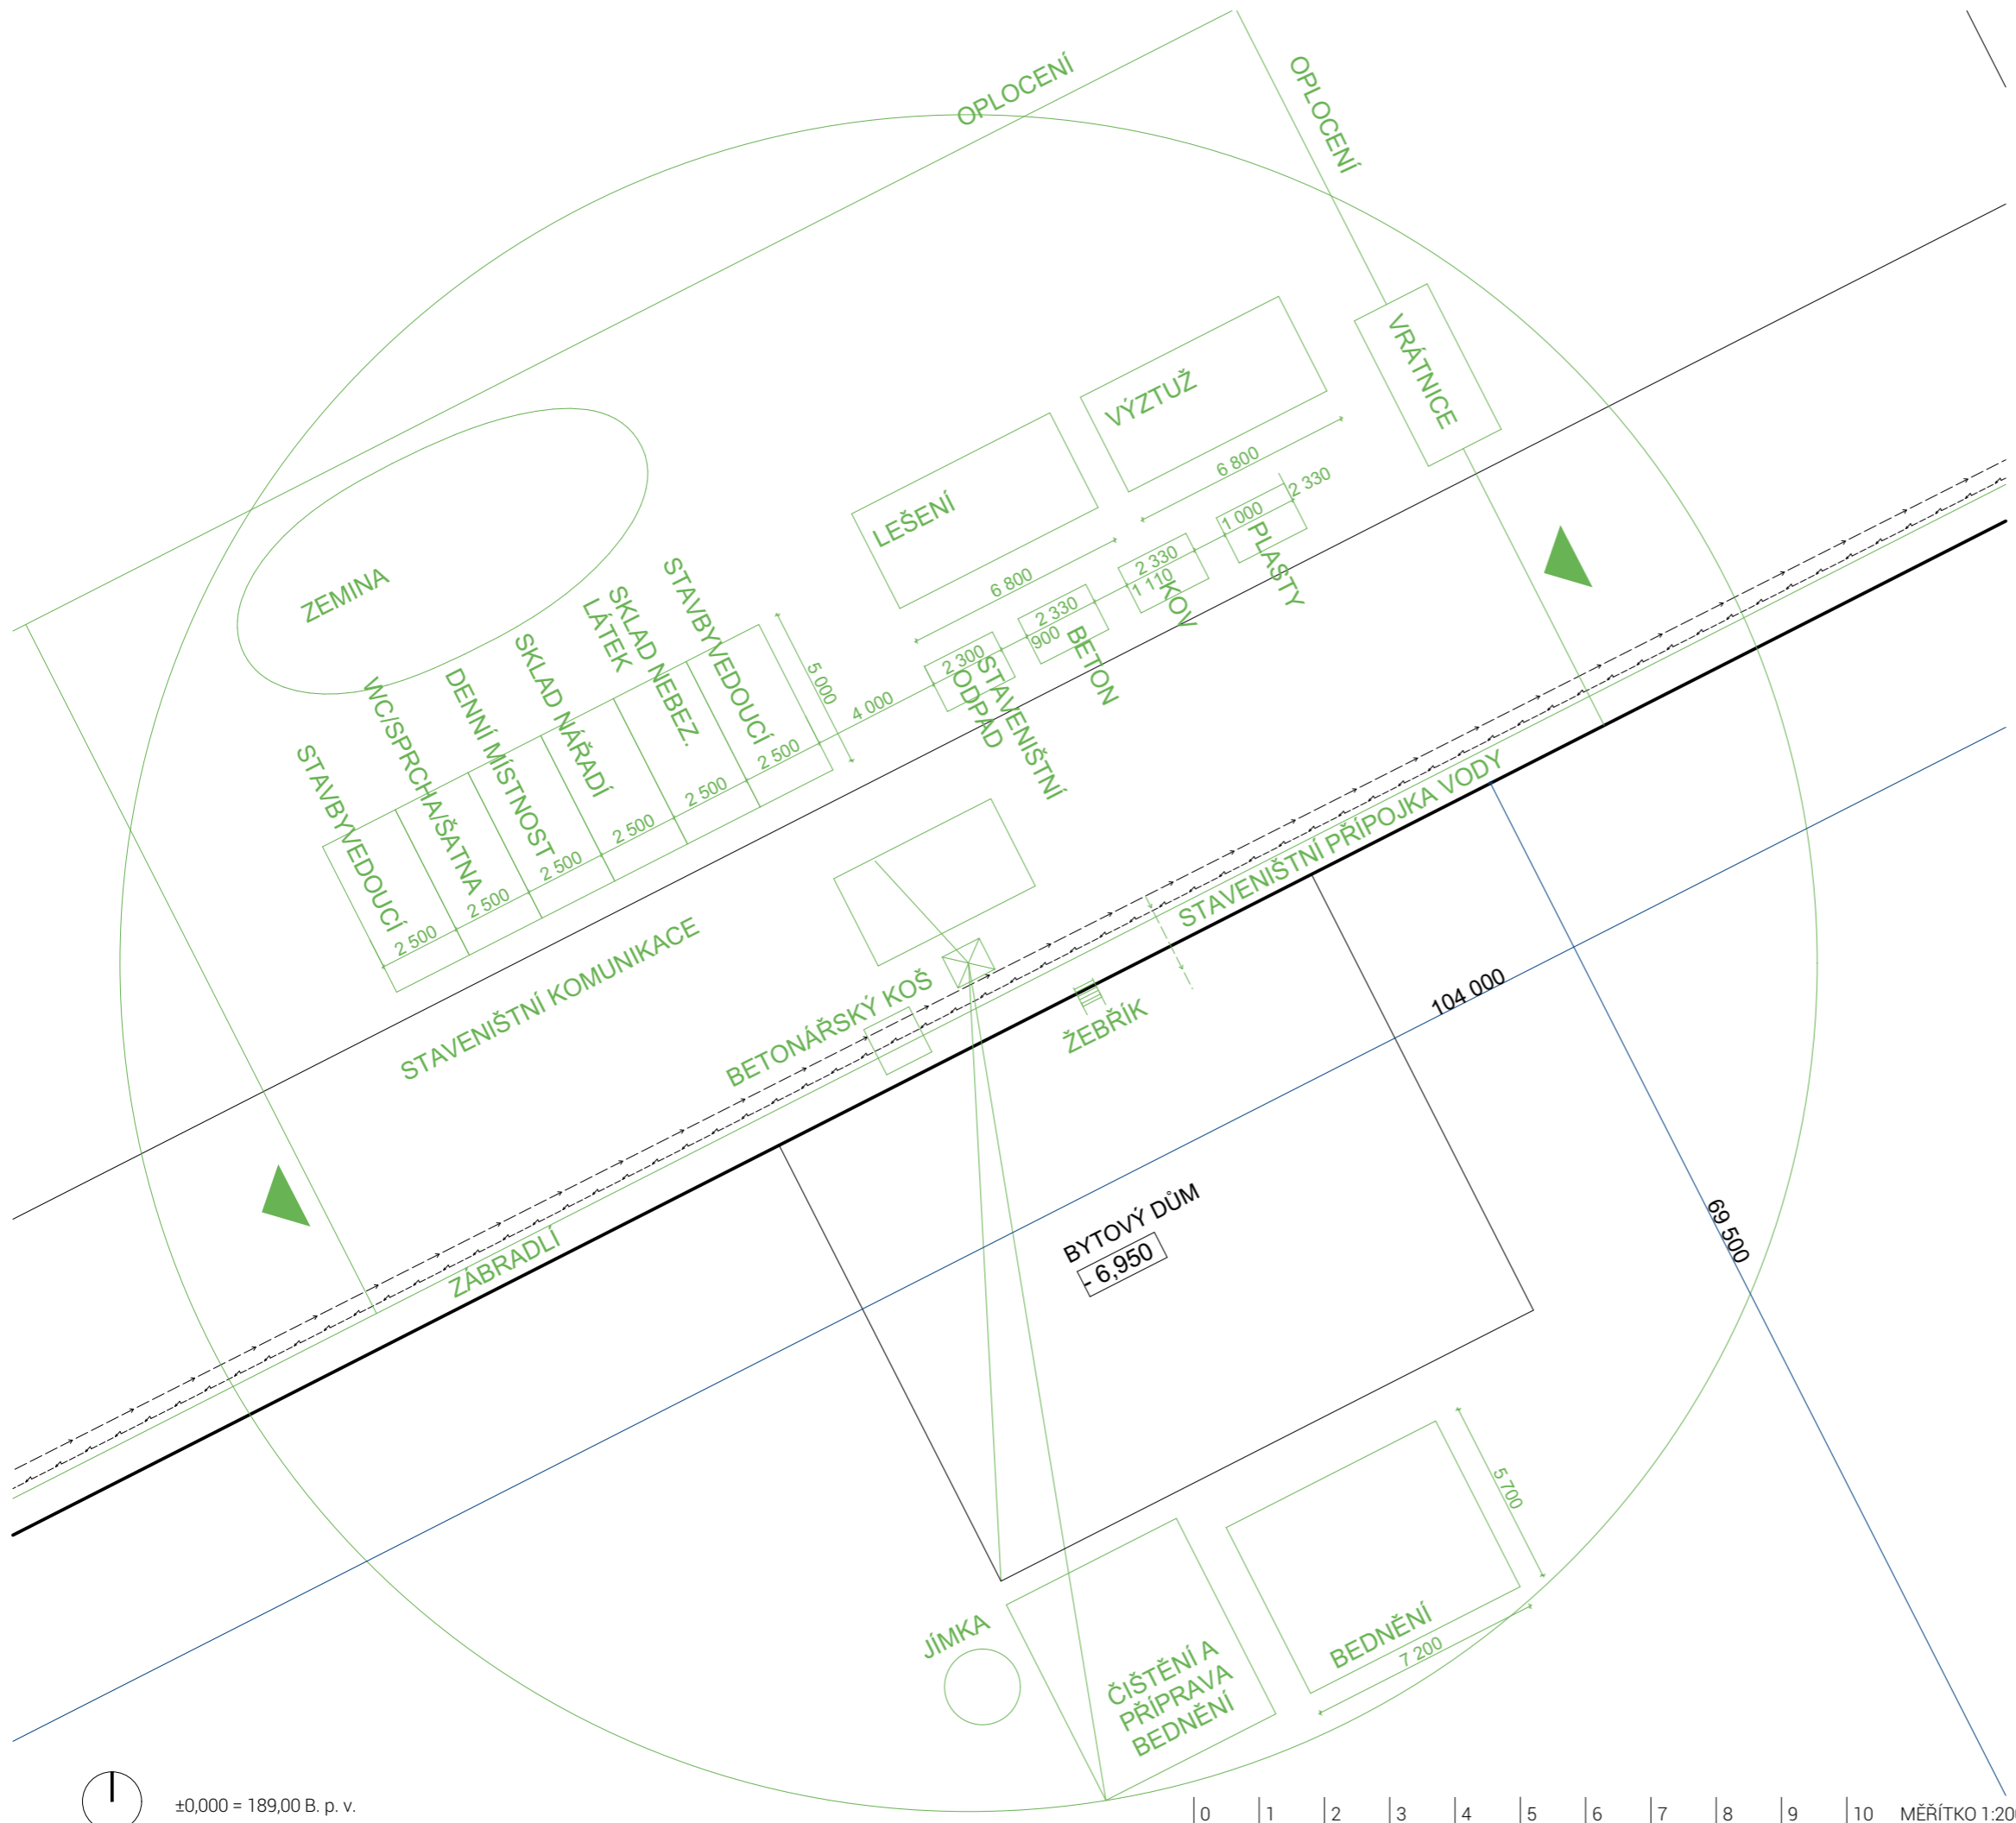 OPLOCENÍ
OPLOCENÍ
VRÁTNICE
VÝZTUŽ
6 800
LEŠENÍ
6 800
2 330
1 000
PLASTY
2 330
1 110
KOV
2 330
900
BETON
2 300
STAVENIŠTNÍ
ODPAD
4 000
5 000
ZEMINA
STAVBYVEDOUCÍ
SKLAD NEBEZ.
LÁTEK
SKLAD NÁŘADÍ
DENNÍ MÍSTNOST
WC/SPRCHA/ŠATNA
STAVBYVEDOUCÍ
2 500
2 500
2 500
2 500
2 500
2 500
STAVENIŠTNÍ KOMUNIKACE
STAVENIŠTNÍ PŘÍPOJKA VODY
BETONÁŘSKÝ KOŠ
ŽEBŘÍK
104 000
ZÁBRADLÍ
BYTOVÝ DŮM
- 6,950
69 500
5 700
BEDNĚNÍ
7 200
JÍMKA
ČIŠTĚNÍ A
PŘÍPRAVA
BEDNĚNÍ
±0,000 = 189,00 B. p. v.
0 1 2 3 4 5 6 7 8 9 10 MĚŘÍTKO 1:20